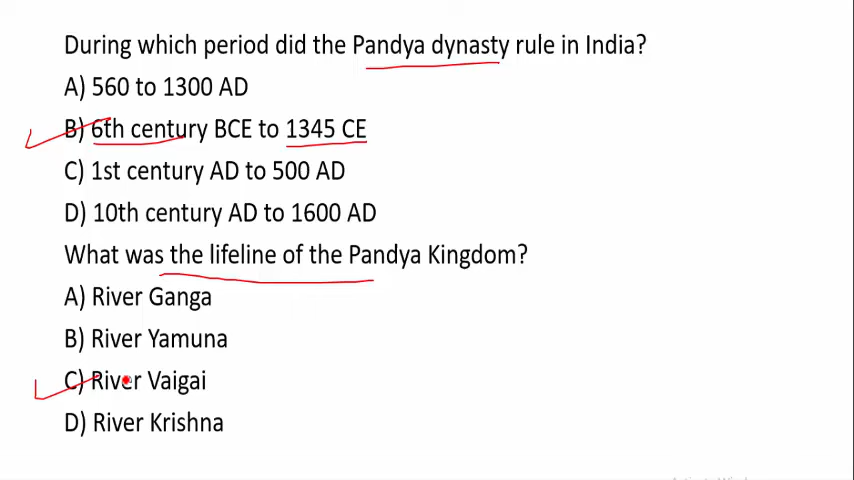 During which period did the Pandya dynasty rule in India?
A) 560 to 1300 AD
B) 6th century BCE to 1345 CE
C) 1st century AD to 500 AD
D) 10th century AD to 1600 AD
What was the lifeline of the Pandya Kingdom?
A) River Ganga
B) River Yamuna
C) River Vaigai
D) River Krishna